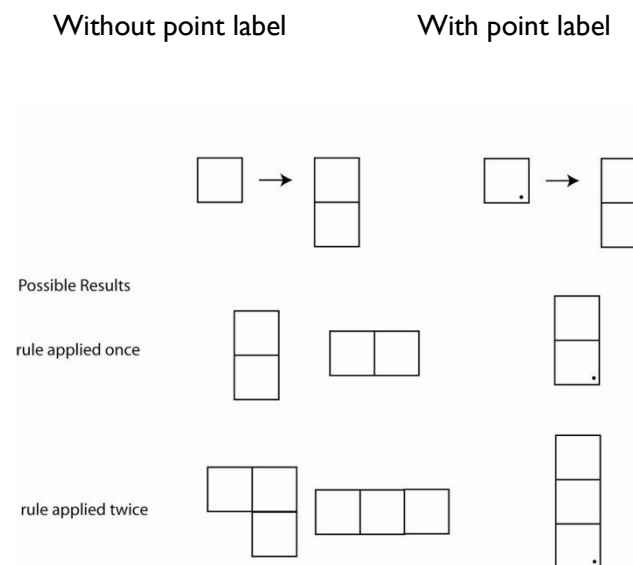 Without point label With point label
Possible Results
rule applied once
rule applied twice